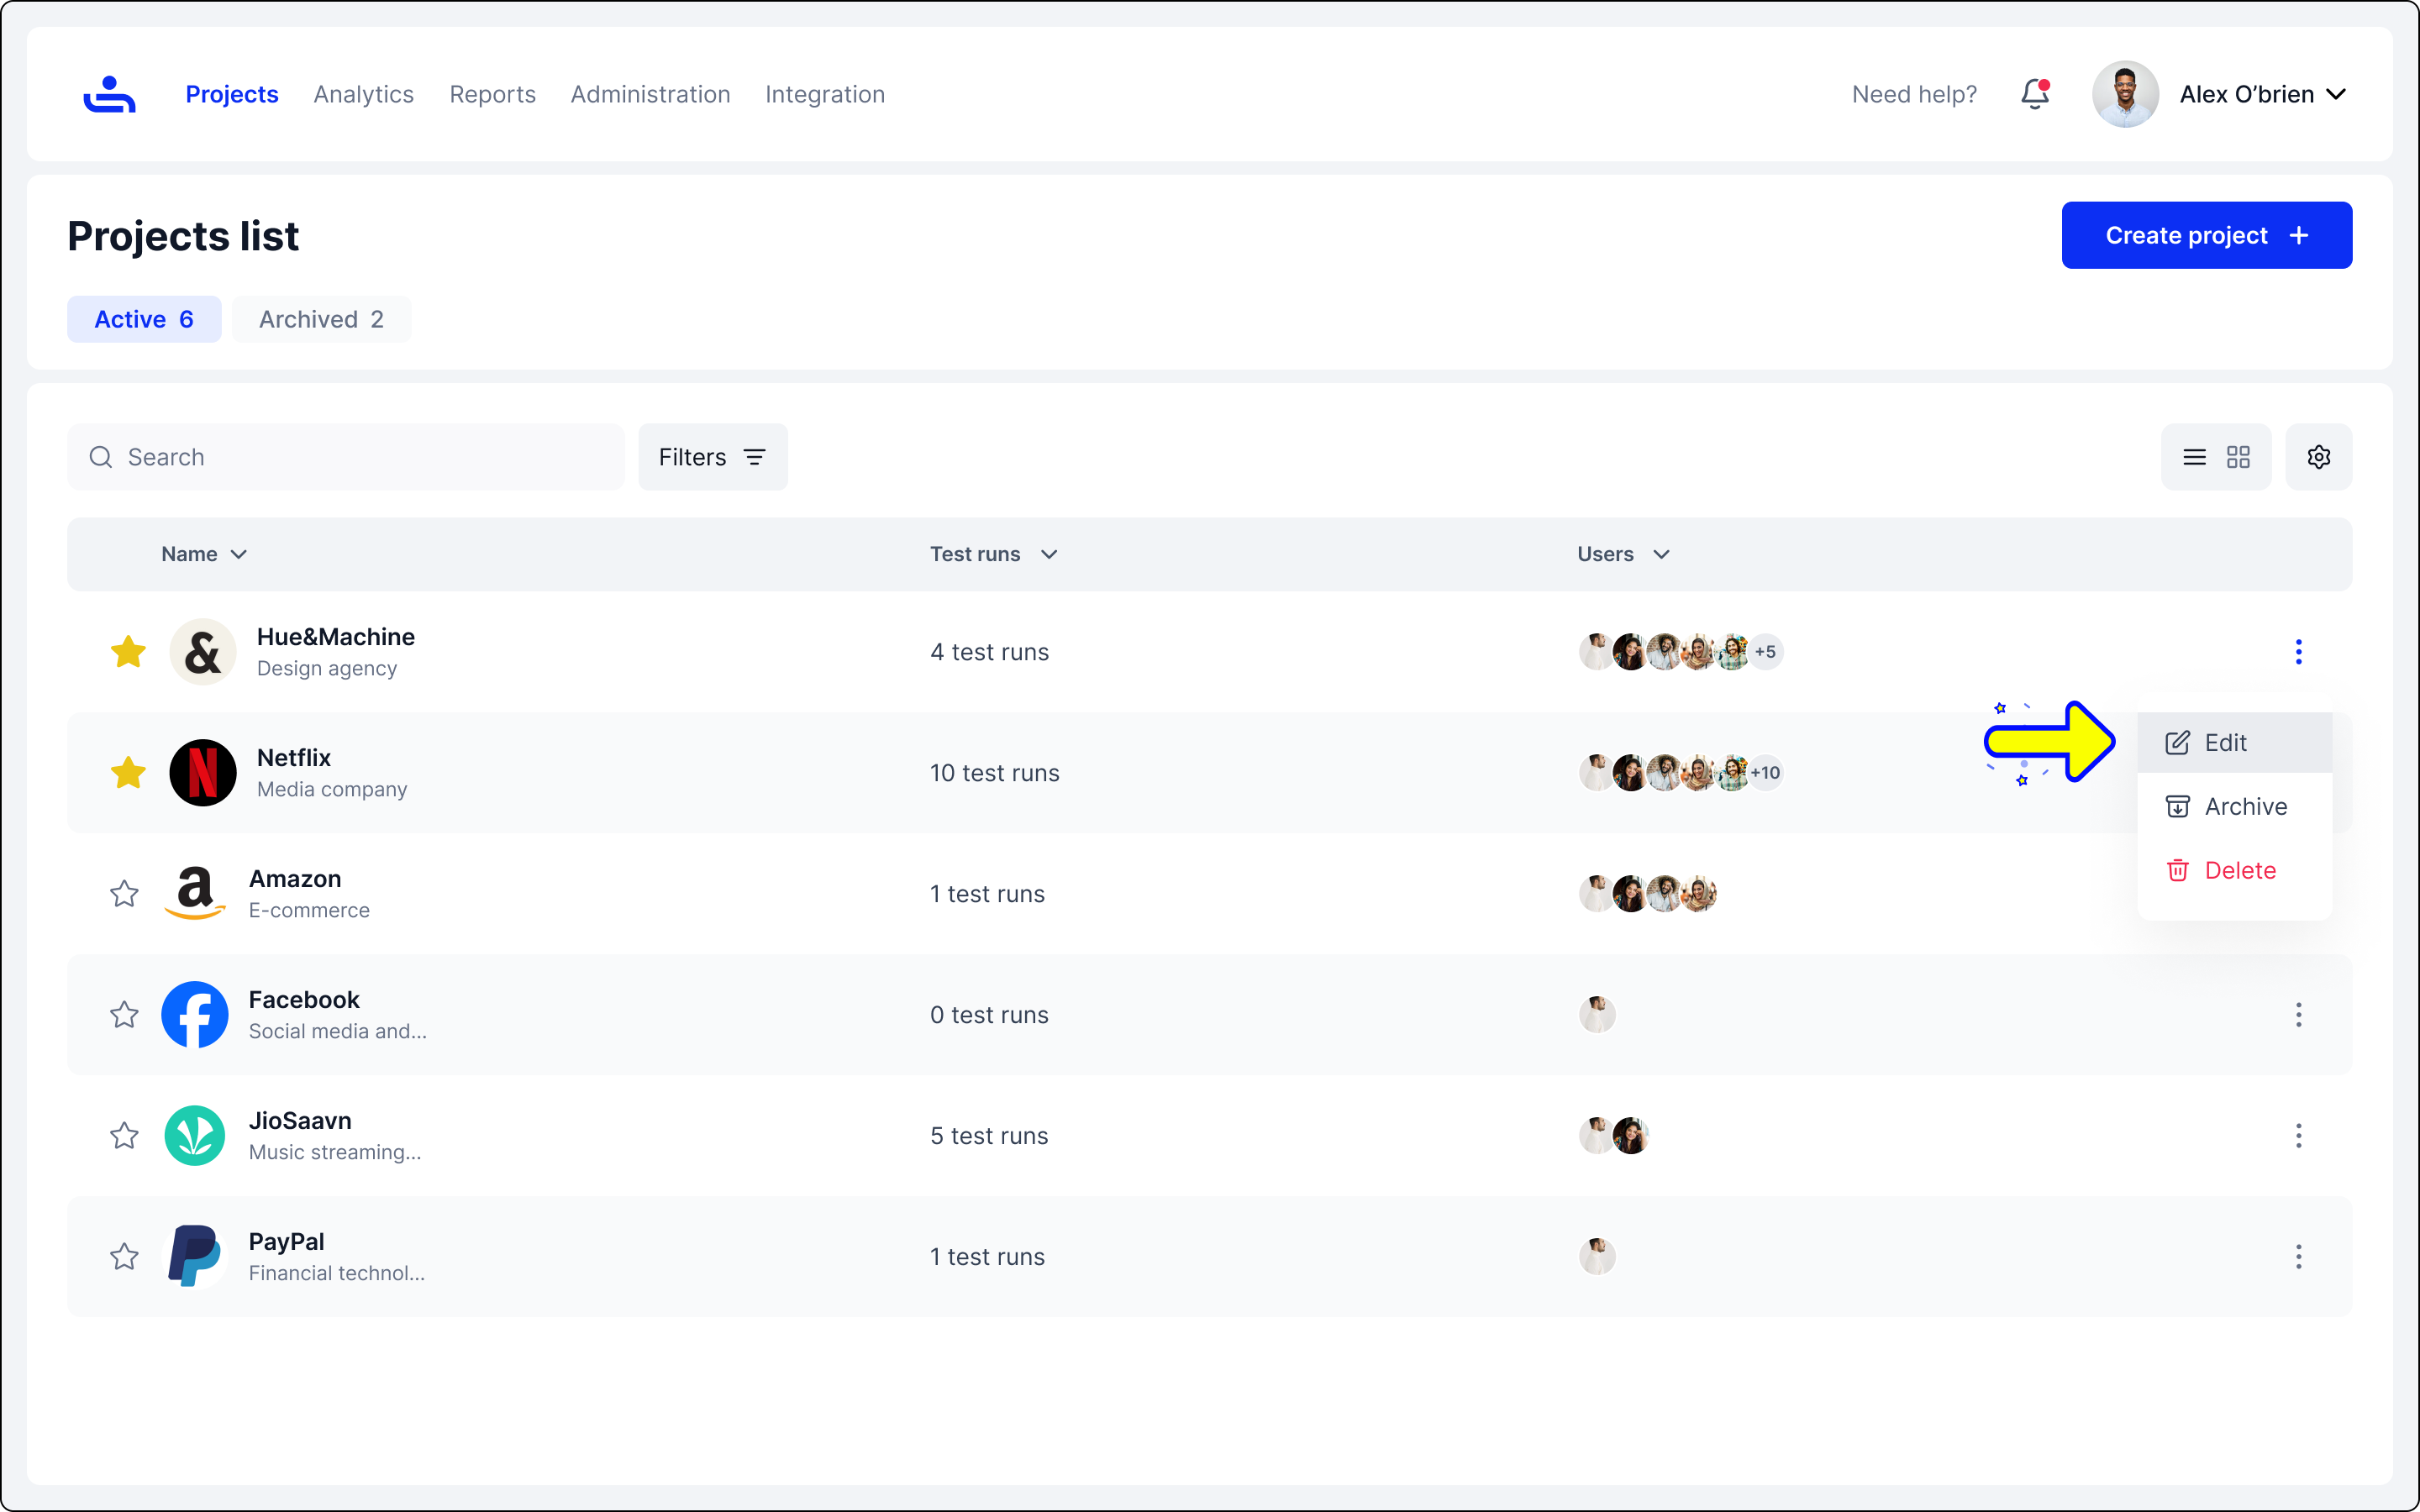 Projects Analytics Reports Administration Integration Need help? Alex O’brien
Projects list
Create project +
Active 6 Archived 2
Search Filters
Name Test runs Users
& Hue&Machine 4 test runs +5
Design agency
Edit
N Netflix 10 test runs +10
Media company
Archive
Delete
a Amazon 1 test runs
E-commerce
f Facebook 0 test runs
Social media and...
JioSaavn 5 test runs
Music streaming...
P PayPal 1 test runs
Financial technol...